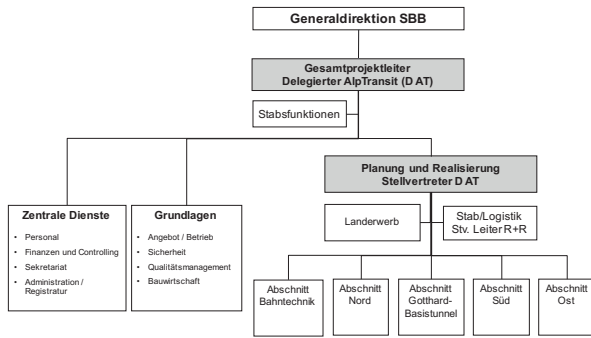 Generaldirektion SBB
Gesamtprojektleiter
Delegierter AlpTransit (DAT)
Stabsfunktionen
Planung und Realisierung
Stellvertreter DAT
Zentrale Dienste
• Personal
• Finanzen und Controlling
• Sekretariat
• Administration /
Registratur
Grundlagen
• Angebot / Betrieb
• Sicherheit
• Qualitätsmanagement
• Bauwirtschaft
Landerwerb
Stab/Logistik
Stv. Leiter R+R
Abschnitt
Bahntechnik
Abschnitt
Nord
Abschnitt
Gotthard-
Basistunnel
Abschnitt
Süd
Abschnitt
Ost